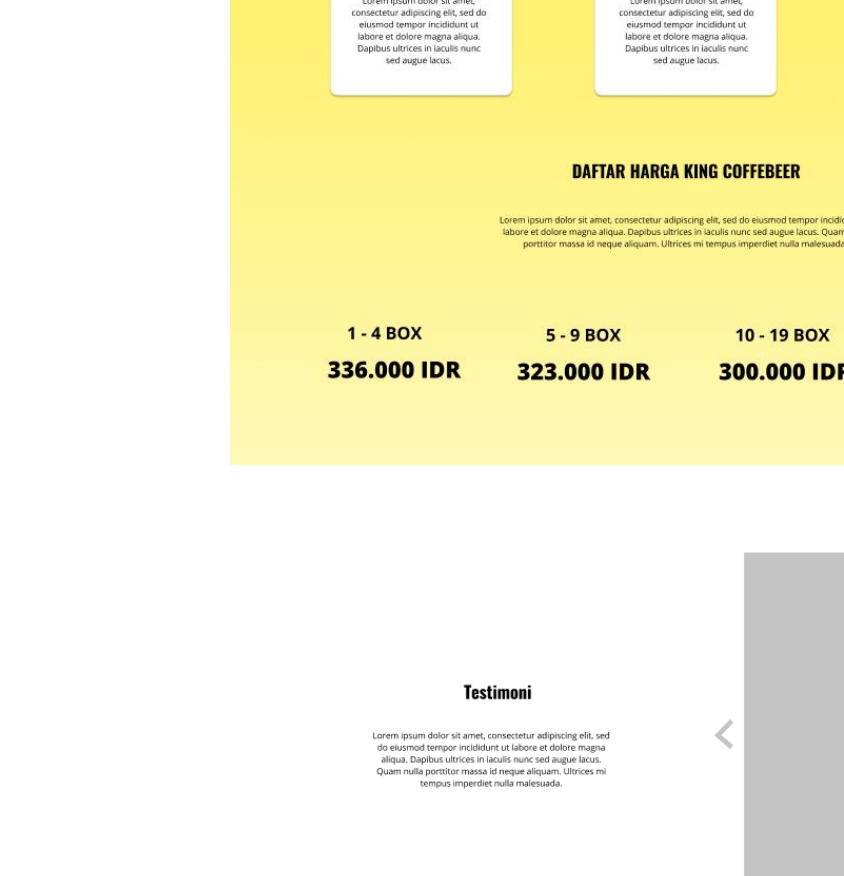 Lorem ipsum dolor sit amet,
consectetur adipiscing elit, sed do
eiusmod tempor incididunt ut
labore et dolore magna aliqua.
Dapibus ultrices in iaculis nunc
sed augue lacus.
Lorem ipsum dolor sit amet,
consectetur adipiscing elit, sed do
eiusmod tempor incididunt ut
labore et dolore magna aliqua.
Dapibus ultrices in iaculis nunc
sed augue lacus.
DAFTAR HARGA KING COFFEBEER
Lorem ipsum dolor sit amet, consectetur adipiscing elit, sed do eiusmod tempor
labore et dolore magna aliqua. Dapibus ultrices in iaculis nunc sed augue lacus. Quam
porttitor massa id neque aliquam. Ultrices mi tempus imperdiet nulla malesuada
1 - 4 BOX
336.000 IDR
5 - 9 BOX
323.000 IDR
10 - 19 BOX
300.000 IDR
Testimoni
Lorem ipsum dolor sit amet, consectetur adipiscing elit, sed
do eiusmod tempor incididunt ut labore et dolore magna
aliqua. Dapibus ultrices in iaculis nunc sed augue lacus.
Quam nulla porttitor massa id neque aliquam. Ultrices mi
tempus imperdiet nulla malesuada.